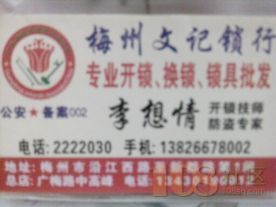 梅州文记锁行
专业开锁、换锁、锁具批发
公安★备案002
李想情 开锁技师
防盗专家
电话:2222030 手机:13826678002
地址:梅州市沿江西路
总店:广梅路中高峰